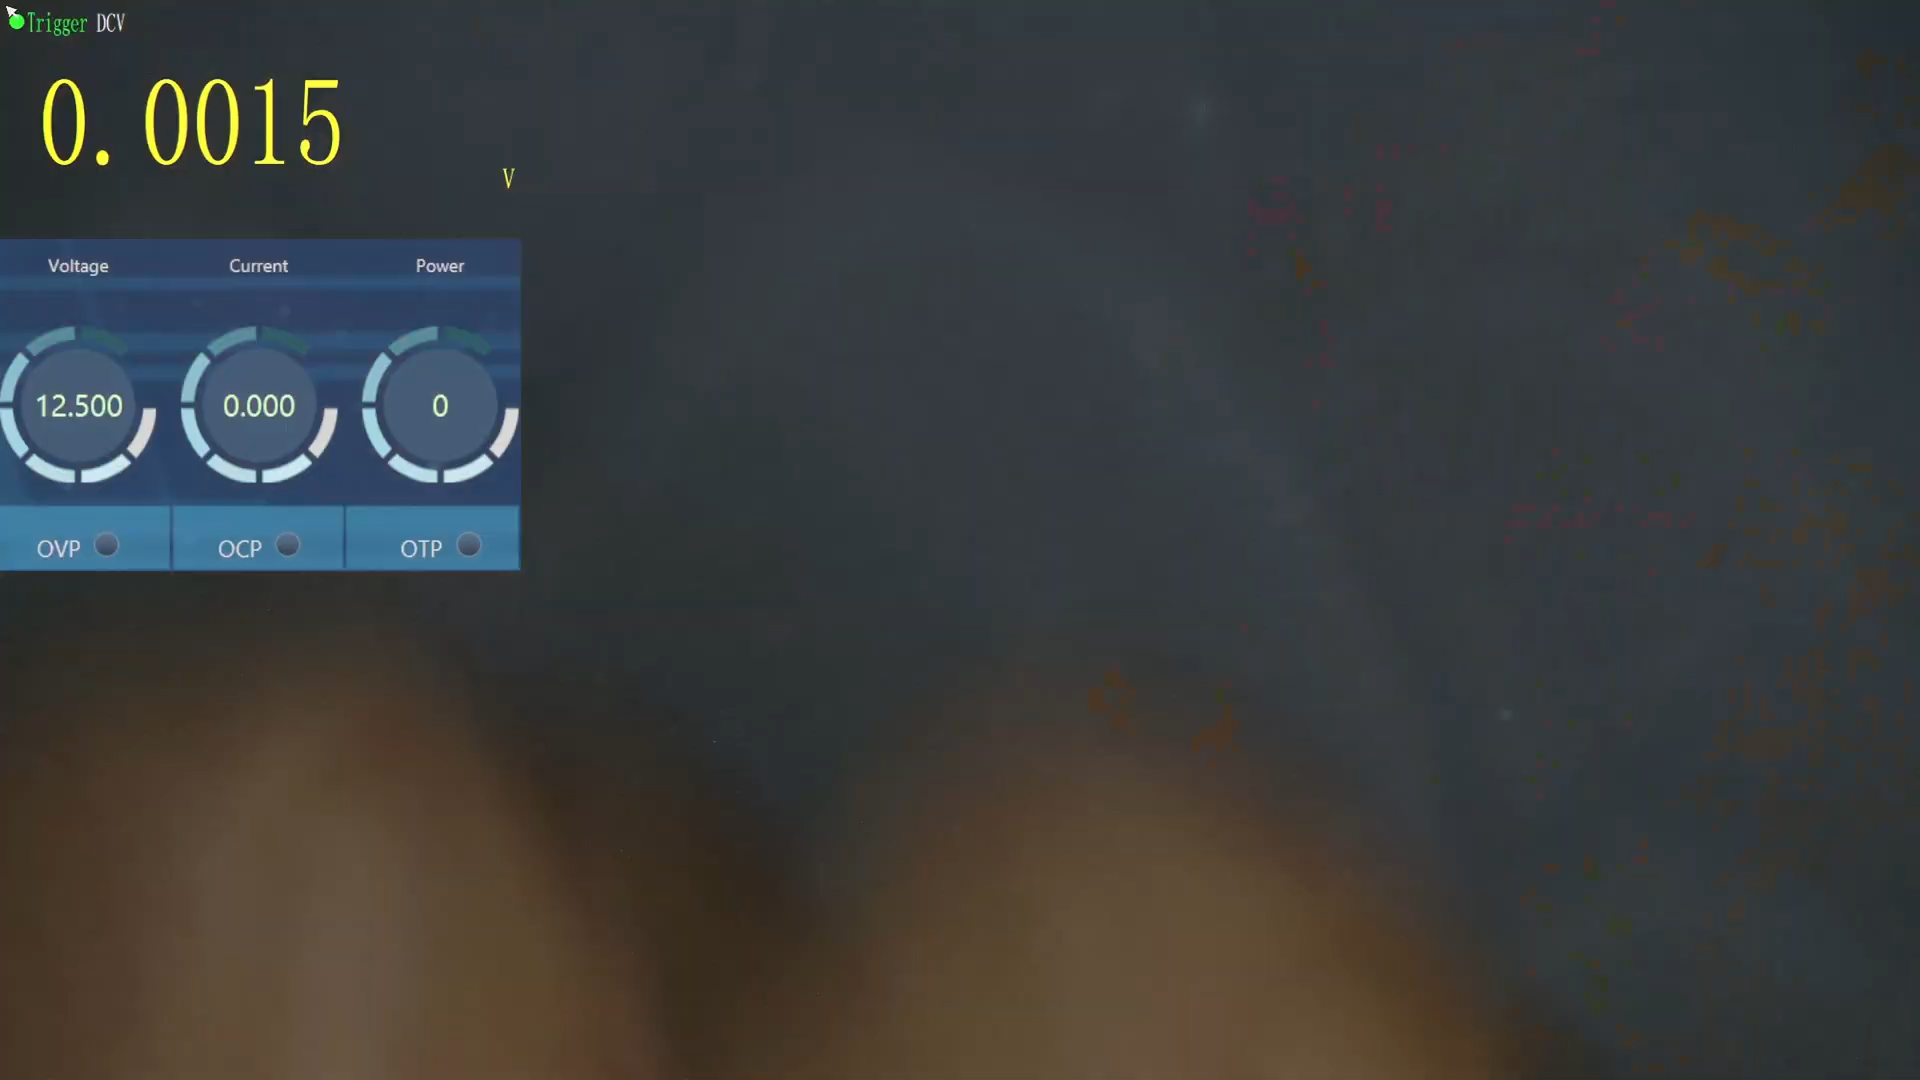 Trigger DCV
0.0015
V
Voltage Current Power
12.500 0.000 0
OVP OCP OTP